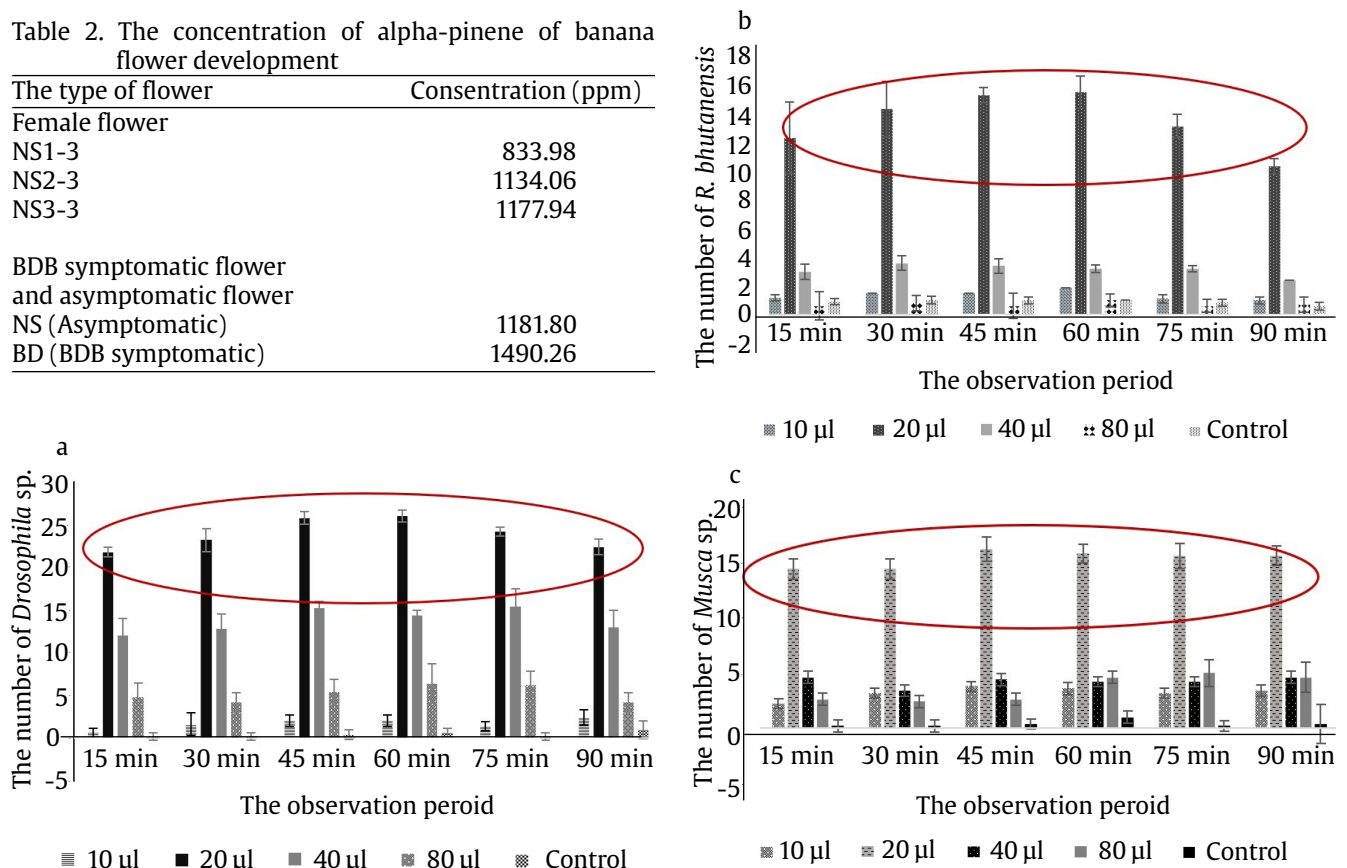 Table 2. The concentration of alpha-pinene of banana
flower development
The type of flower Consentration (ppm)
Female flower
NS1-3 833.98
NS2-3 1134.06
NS3-3 1177.94
BDB symptomatic flower
and asymptomatic flower
NS (Asymptomatic) 1181.80
BD (BDB symptomatic) 1490.26
b
The number of R. bhutanensis
18
16
14
12
10
8
6
4
2
0
-2
15 min 30 min 45 min 60 min 75 min 90 min
The observation period
10 µl 20 µl 40 µl 80 µl Control
a
The number of Drosophila sp.
30
25
20
15
10
5
0
-5
15 min 30 min 45 min 60 min 75 min 90 min
The observation peroid
10 µl 20 µl 40 µl 80 µl Control
c
The number of Musca sp.
20
15
10
5
0
-5
15 min 30 min 45 min 60 min 75 min 90 min
The observation peroid
10 µl 20 µl 40 µl 80 µl Control